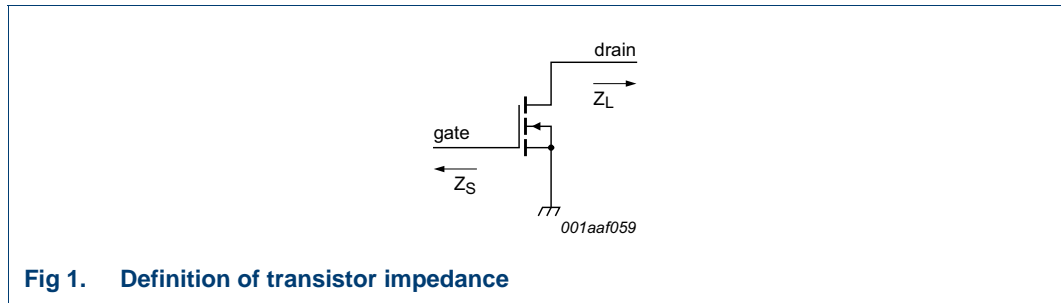 drain
Z_L
gate
Z_S
001aaf059
Fig 1. Definition of transistor impedance